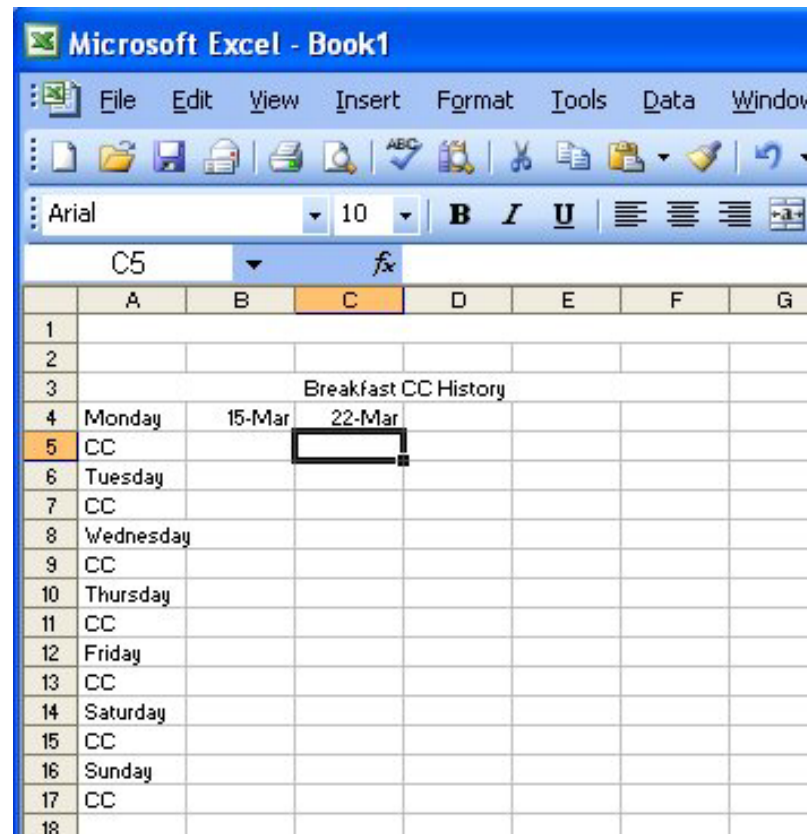 Microsoft Excel - Book1
File Edit View Insert Format Tools Data Window
ABC
Arial 10 B I U a
C5 fx
A B C D E F G
1
2
3 Breakfast CC History
4 Monday 15-Mar 22-Mar
5 CC
6 Tuesday
7 CC
8 Wednesday
9 CC
10 Thursday
11 CC
12 Friday
13 CC
14 Saturday
15 CC
16 Sunday
17 CC
18